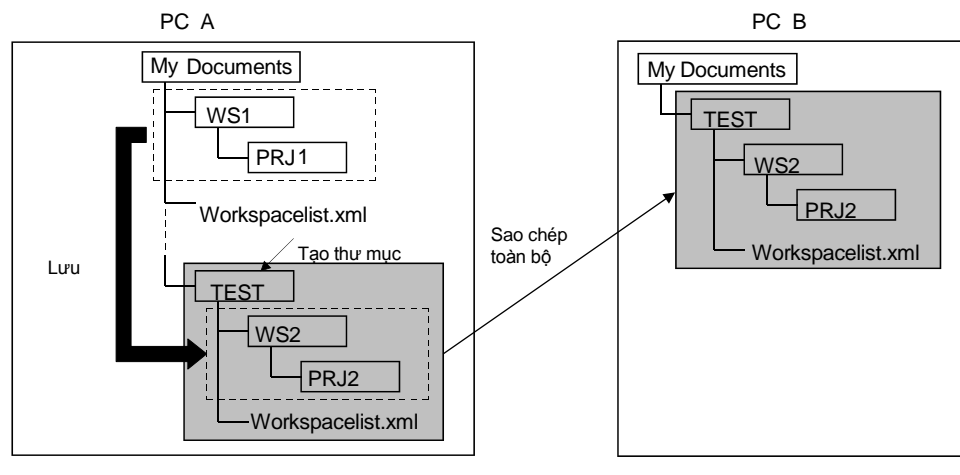 PC A
My Documents
WS1
PRJ1
Workspacelist.xml
Tạo thư mục
Lưu
TEST
WS2
PRJ2
Workspacelist.xml
Sao chép
toàn bộ
PC B
My Documents
TEST
WS2
PRJ2
Workspacelist.xml